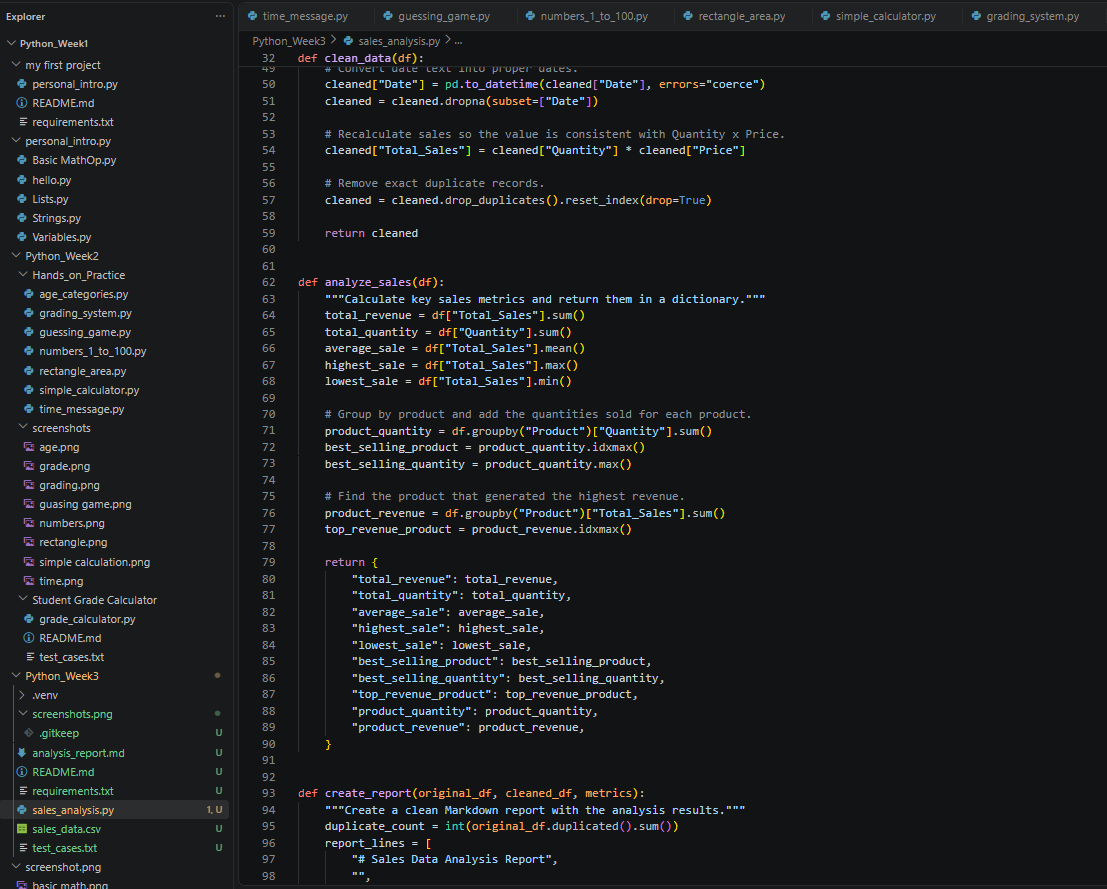 Explorer
...
Python_Week1
my first project
personal_intro.py
README.md
requirements.txt
personal_intro.py
Basic MathOp.py
hello.py
Lists.py
Strings.py
Variables.py
Python_Week2
Hands_on_Practice
age_categories.py
grading_system.py
guessing_game.py
numbers_1_to_100.py
rectangle_area.py
simple_calculator.py
time_message.py
screenshots
age.png
grade.png
grading.png
guasing game.png
numbers.png
rectangle.png
simple calculation.png
time.png
Student Grade Calculator
grade_calculator.py
README.md
test_cases.txt
Python_Week3
.venv
screenshots.png
.gitkeep U
analysis_report.md U
README.md U
requirements.txt U
sales_analysis.py 1, U
sales_data.csv U
test_cases.txt U
screenshot.png
basic math.png
time_message.py guessing_game.py numbers_1_to_100.py rectangle_area.py simple_calculator.py grading_system.py
Python_Week3 > sales_analysis.py > ...
32 def clean_data(df):
49 # Convert date text into proper dates.
50 cleaned["Date"] = pd.to_datetime(cleaned["Date"], errors="coerce")
51 cleaned = cleaned.dropna(subset=["Date"])
52
53 # Recalculate sales so the value is consistent with Quantity x Price.
54 cleaned["Total_Sales"] = cleaned["Quantity"] * cleaned["Price"]
55
56 # Remove exact duplicate records.
57 cleaned = cleaned.drop_duplicates().reset_index(drop=True)
58
59 return cleaned
60
61
62 def analyze_sales(df):
63 """Calculate key sales metrics and return them in a dictionary."""
64 total_revenue = df["Total_Sales"].sum()
65 total_quantity = df["Quantity"].sum()
66 average_sale = df["Total_Sales"].mean()
67 highest_sale = df["Total_Sales"].max()
68 lowest_sale = df["Total_Sales"].min()
69
70 # Group by product and add the quantities sold for each product.
71 product_quantity = df.groupby("Product")["Quantity"].sum()
72 best_selling_product = product_quantity.idxmax()
73 best_selling_quantity = product_quantity.max()
74
75 # Find the product that generated the highest revenue.
76 product_revenue = df.groupby("Product")["Total_Sales"].sum()
77 top_revenue_product = product_revenue.idxmax()
78
79 return {
80 "total_revenue": total_revenue,
81 "total_quantity": total_quantity,
82 "average_sale": average_sale,
83 "highest_sale": highest_sale,
84 "lowest_sale": lowest_sale,
85 "best_selling_product": best_selling_product,
86 "best_selling_quantity": best_selling_quantity,
87 "top_revenue_product": top_revenue_product,
88 "product_quantity": product_quantity,
89 "product_revenue": product_revenue,
90 }
91
92
93 def create_report(original_df, cleaned_df, metrics):
94 """Create a clean Markdown report with the analysis results."""
95 duplicate_count = int(original_df.duplicated().sum())
96 report_lines = [
97 "# Sales Data Analysis Report",
98 "",